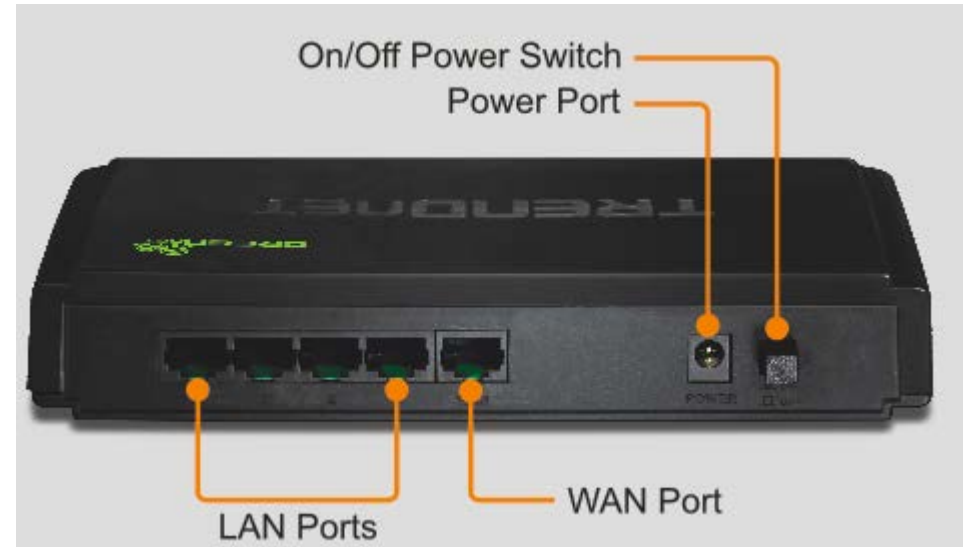 On/Off Power Switch
Power Port
TRENDNET
POWER
WAN Port
LAN Ports